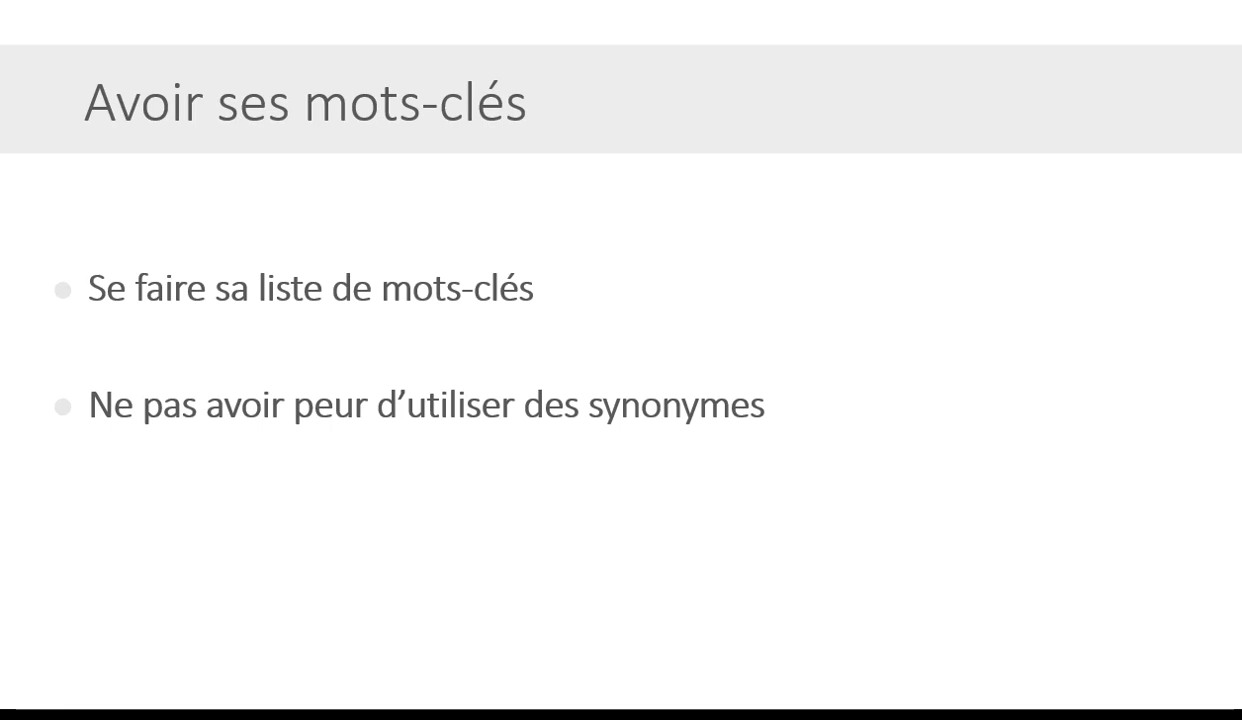 Avoir ses mots-clés
Se faire sa liste de mots-clés
Ne pas avoir peur d’utiliser des synonymes